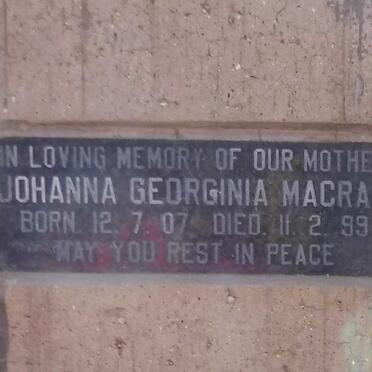 IN LOVING MEMORY OF OUR MOTHE
JOHANNA GEORGINIA MACRA
BORN. 12. 7. 07. DIED. 11. 2. 99
MAY YOU REST IN PEACE